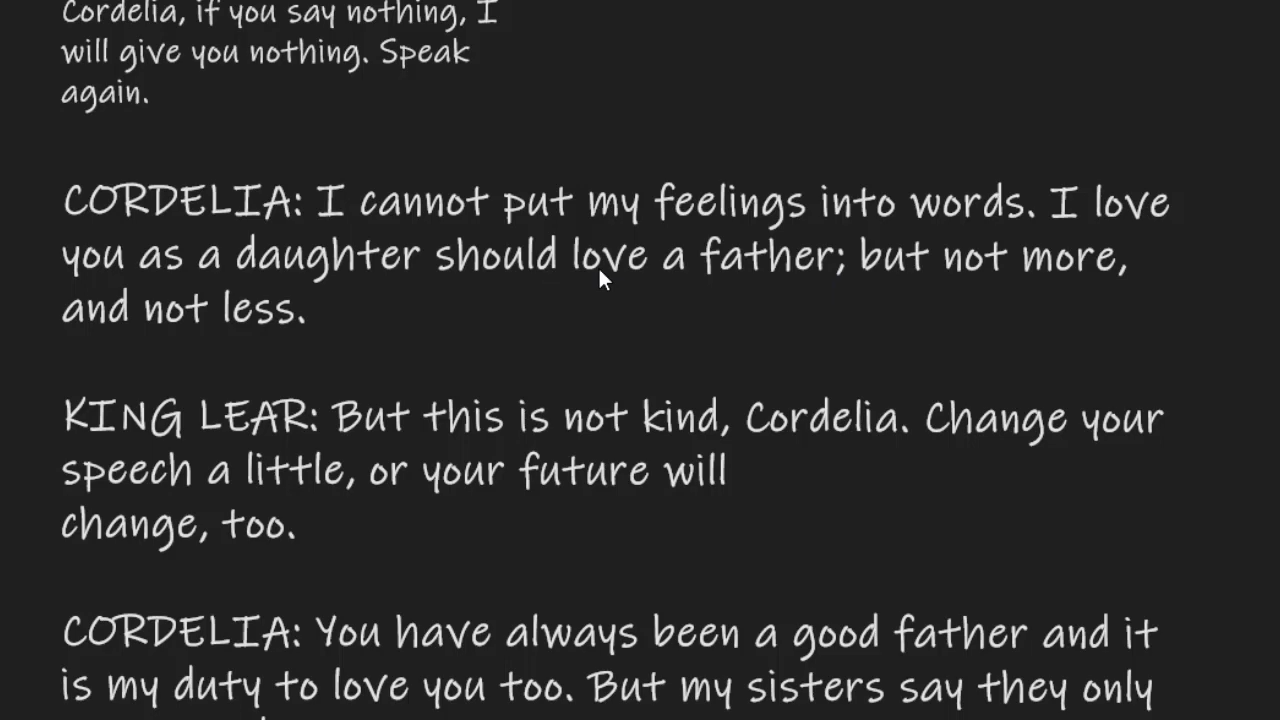 Cordelia, if you say nothing, I
will give you nothing. Speak
again.
CORDELIA: I cannot put my feelings into words. I love
you as a daughter should love a father; but not more,
and not less.
KING LEAR: But this is not kind, Cordelia. Change your
speech a little, or your future will
change, too.
CORDELIA: You have always been a good father and it
is my duty to love you too. But my sisters say they only